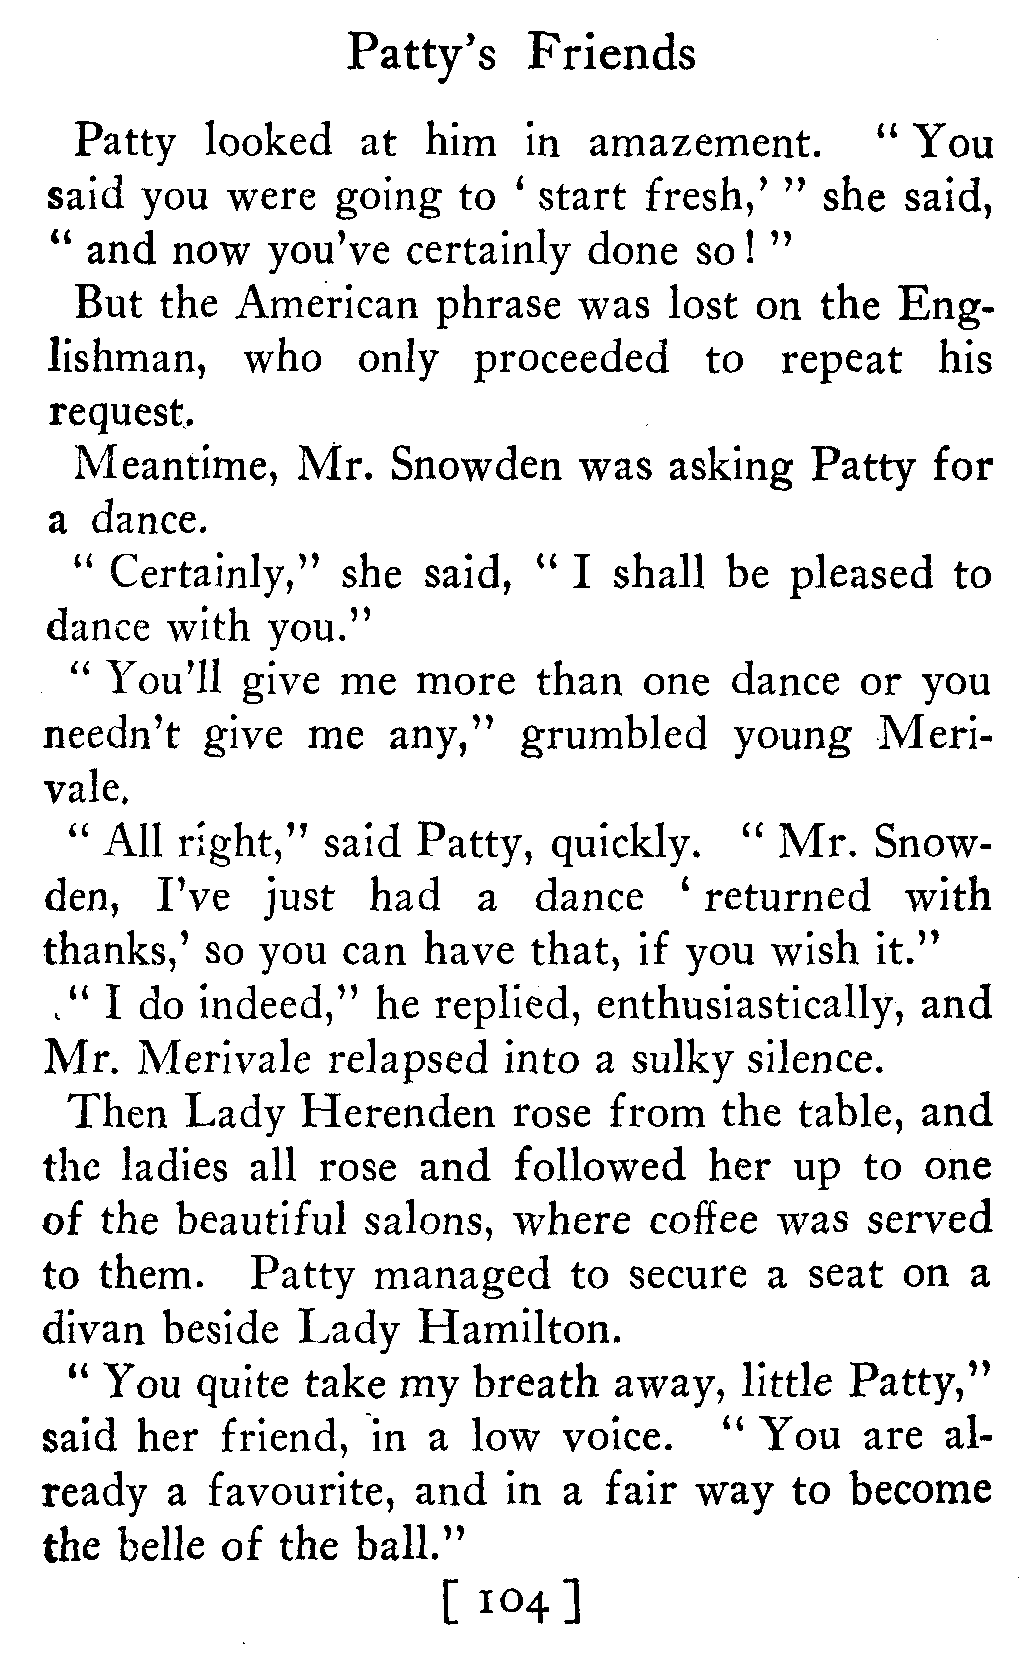 Patty's Friends
Patty looked at him in amazement. " You
said you were going to ' start fresh,' " she said,
" and now you've certainly done so! "
But the American phrase was lost on the Eng-
lishman, who only proceeded to repeat his
request.
Meantime, Mr. Snowden was asking Patty for
a dance.
" Certainly," she said, " I shall be pleased to
dance with you."
" You'll give me more than one dance or you
needn't give me any," grumbled young Meri-
vale.
" All right," said Patty, quickly. " Mr. Snow-
den, I've just had a dance ' returned with
thanks,' so you can have that, if you wish it."
" I do indeed," he replied, enthusiastically, and
Mr. Merivale relapsed into a sulky silence.
Then Lady Herenden rose from the table, and
the ladies all rose and followed her up to one
of the beautiful salons, where coffee was served
to them. Patty managed to secure a seat on a
divan beside Lady Hamilton.
" You quite take my breath away, little Patty,"
said her friend, in a low voice. " You are al-
ready a favourite, and in a fair way to become
the belle of the ball."
[ 104 ]